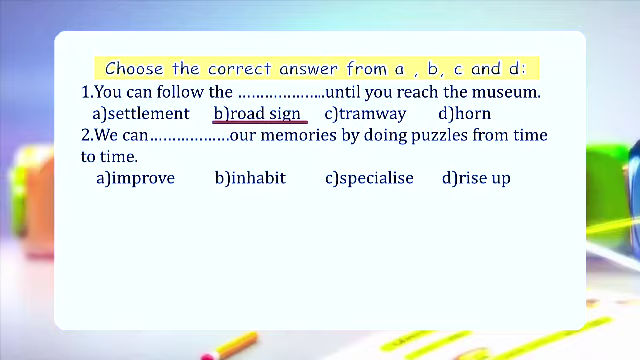 Choose the correct answer from a , b, c and d:
1.You can follow the ………………..until you reach the museum.
a)settlement b)road sign c)tramway d)horn
2.We can………………our memories by doing puzzles from time
to time.
a)improve b)inhabit c)specialise d)rise up